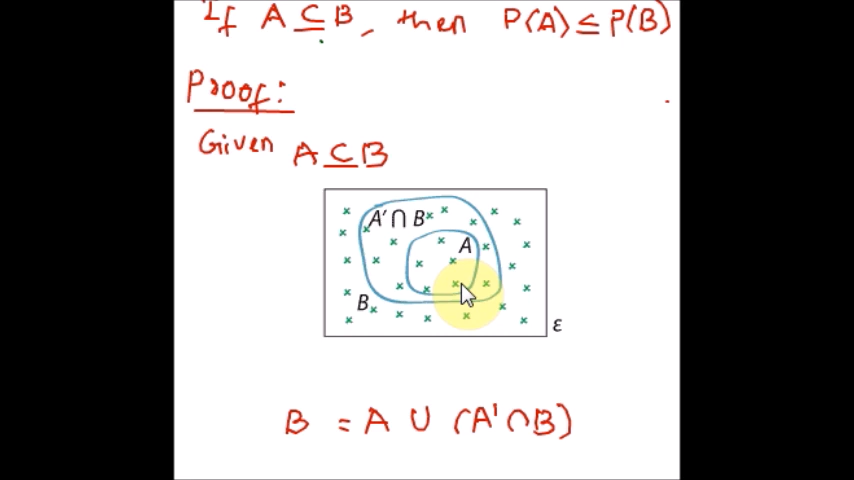 If A ⊆ B, then P(A) ≤ P(B)
Proof:
Given A ⊆ B
A' ∩ B
A
B
ε
B = A ∪ (A' ∩ B)